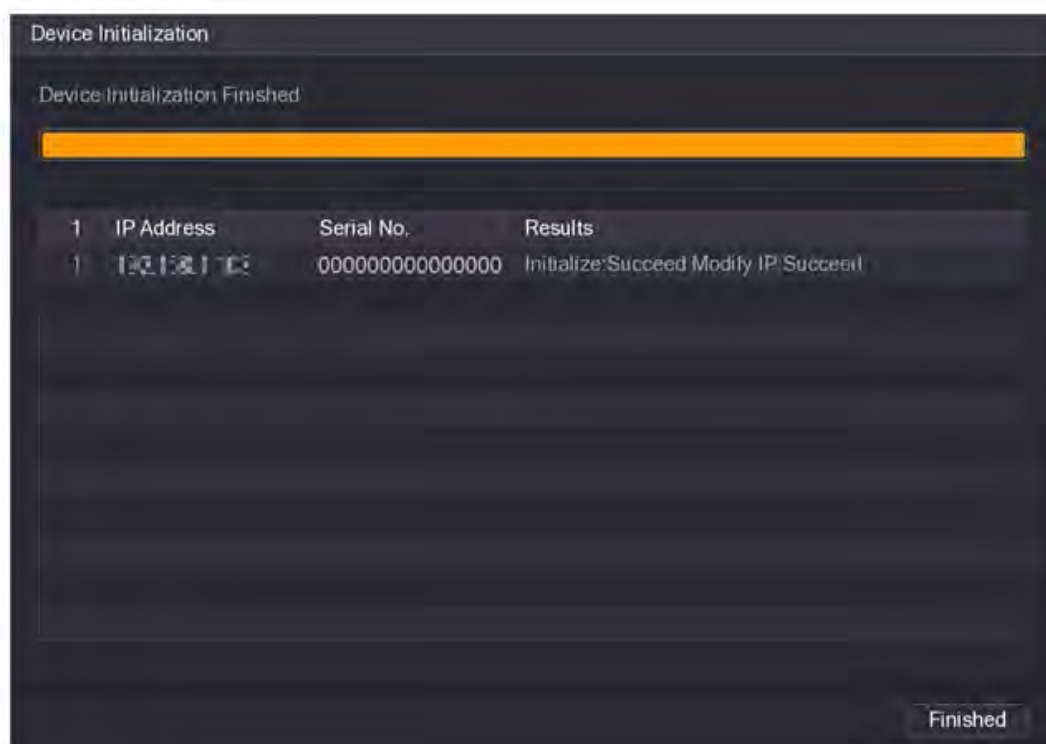 Device Initialization
Device Initialization Finished
1 IP Address Serial No. Results
1 000000000000000 Initialize:Succeed Modify IP:Succeed
Finished